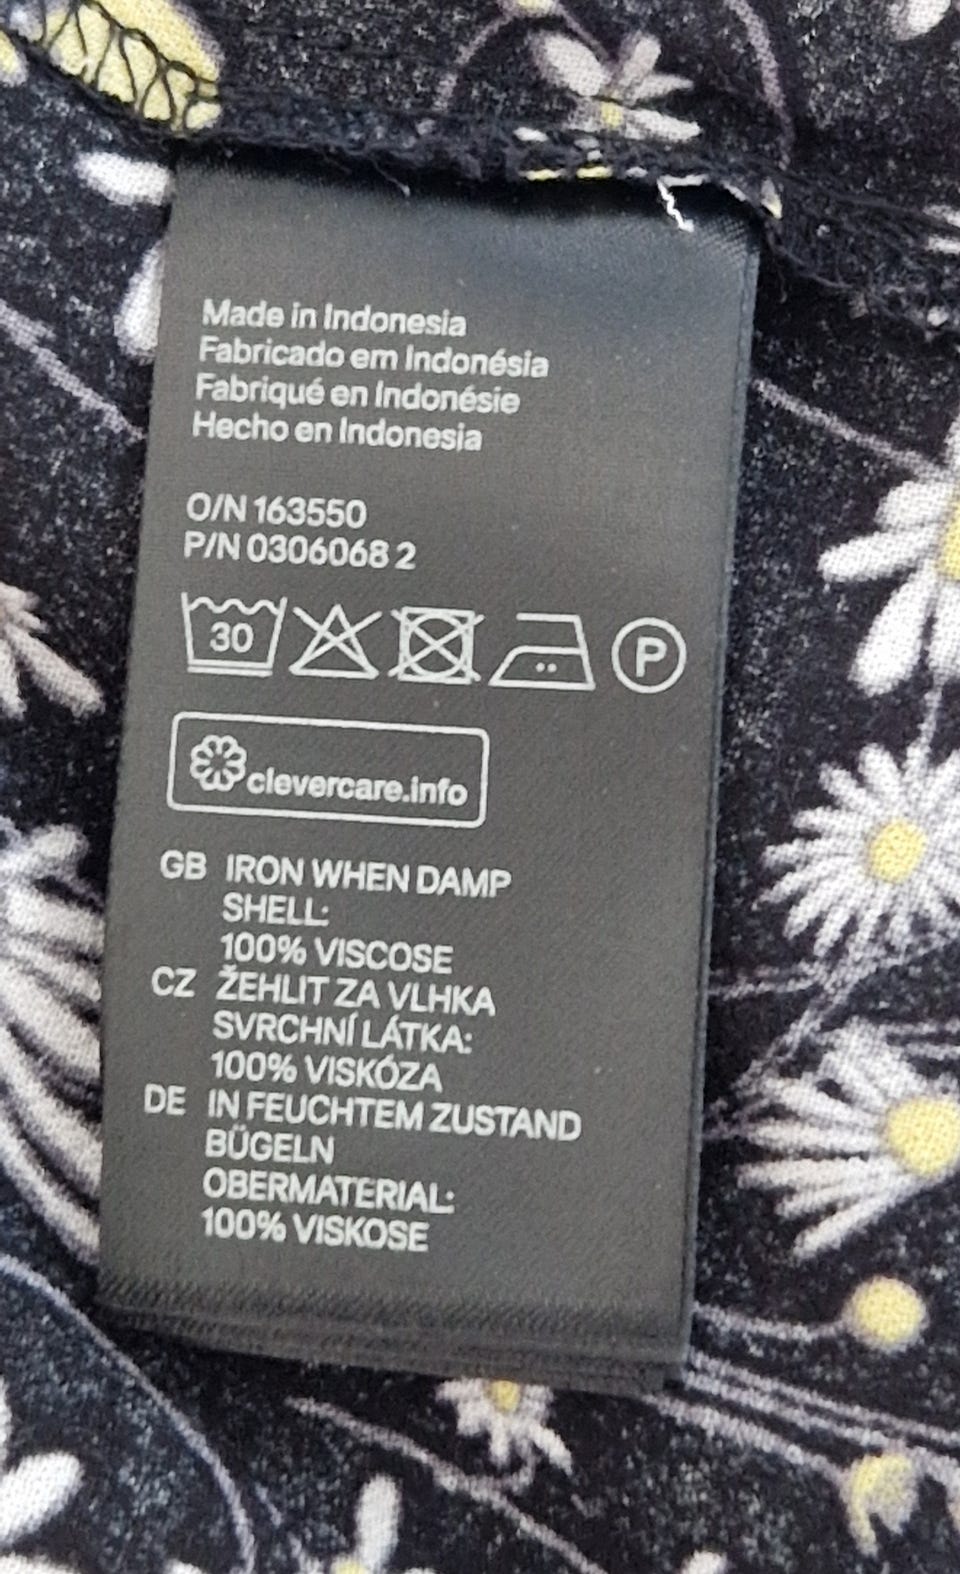 Made in Indonesia
Fabricado em Indonésia
Fabriqué en Indonésie
Hecho en Indonesia
O/N 163550
P/N 0306068 2
30 P
clevercare.info
GB IRON WHEN DAMP
SHELL:
100% VISCOSE
CZ ŽEHLIT ZA VLHKA
SVRCHNÍ LÁTKA:
100% VISKÓZA
DE IN FEUCHTEM ZUSTAND
BÜGELN
OBERMATERIAL:
100% VISKOSE